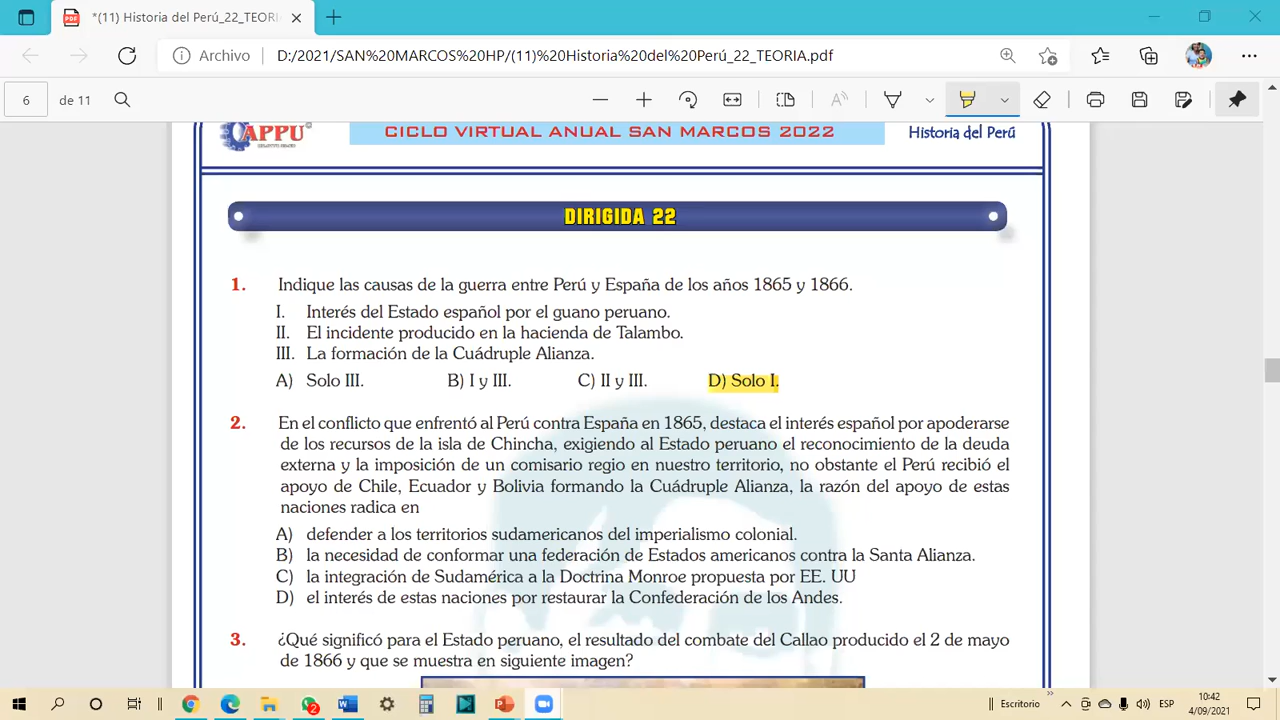 *(11) Historia del Perú_22_TEORI
Archivo
D:/2021/SAN%20MARCOS%20HP/(11)%20Historia%20del%20Perú_22_TEORIA.pdf
6 de 11
APPU
CICLO VIRTUAL ANUAL SAN MARCOS 2022
Historia del Perú
DIRIGIDA 22
1. Indique las causas de la guerra entre Perú y España de los años 1865 y 1866.
I. Interés del Estado español por el guano peruano.
II. El incidente producido en la hacienda de Talambo.
III. La formación de la Cuádruple Alianza.
A) Solo III. B) I y III. C) II y III. D) Solo I.
2. En el conflicto que enfrentó al Perú contra España en 1865, destaca el interés español por apoderarse
de los recursos de la isla de Chincha, exigiendo al Estado peruano el reconocimiento de la deuda
externa y la imposición de un comisario regio en nuestro territorio, no obstante el Perú recibió el
apoyo de Chile, Ecuador y Bolivia formando la Cuádruple Alianza, la razón del apoyo de estas
naciones radica en
A) defender a los territorios sudamericanos del imperialismo colonial.
B) la necesidad de conformar una federación de Estados americanos contra la Santa Alianza.
C) la integración de Sudamérica a la Doctrina Monroe propuesta por EE. UU
D) el interés de estas naciones por restaurar la Confederación de los Andes.
3. ¿Qué significó para el Estado peruano, el resultado del combate del Callao producido el 2 de mayo
de 1866 y que se muestra en siguiente imagen?
Escritorio
ESP
10:42
4/09/2021